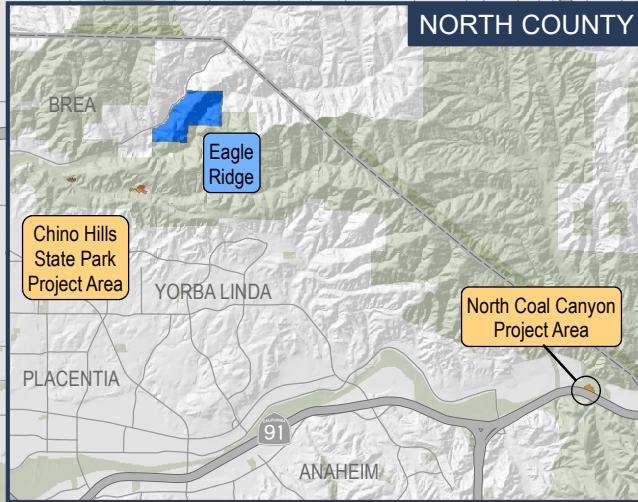 NORTH COUNTY
BREA
Eagle
Ridge
Chino Hills
State Park
Project Area
YORBA LINDA
North Coal Canyon
Project Area
PLACENTIA
91
ANAHEIM